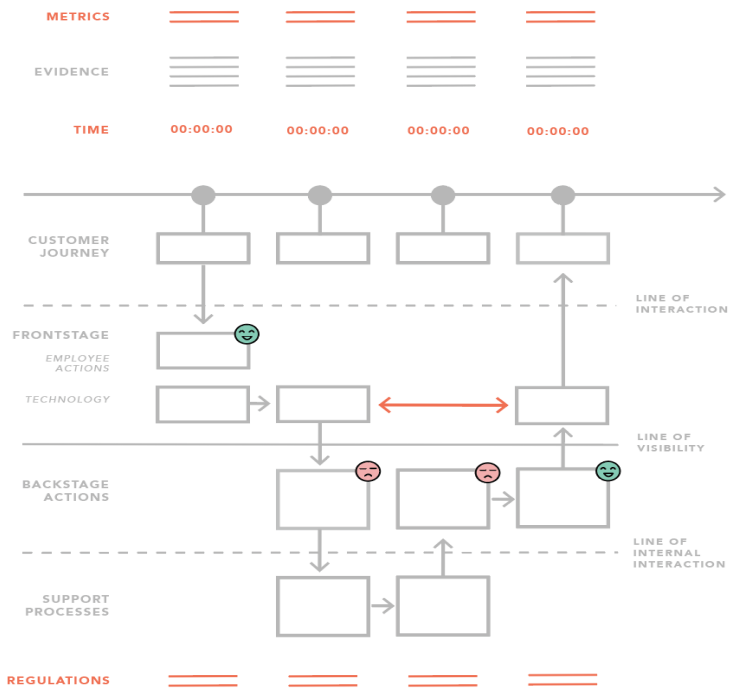 METRICS
EVIDENCE
TIME
00:00:00
00:00:00
00:00:00
00:00:00
CUSTOMER
JOURNEY
LINE OF
INTERACTION
FRONTSTAGE
EMPLOYEE
ACTIONS
TECHNOLOGY
LINE OF
VISIBILITY
BACKSTAGE
ACTIONS
LINE OF
INTERNAL
INTERACTION
SUPPORT
PROCESSES
REGULATIONS